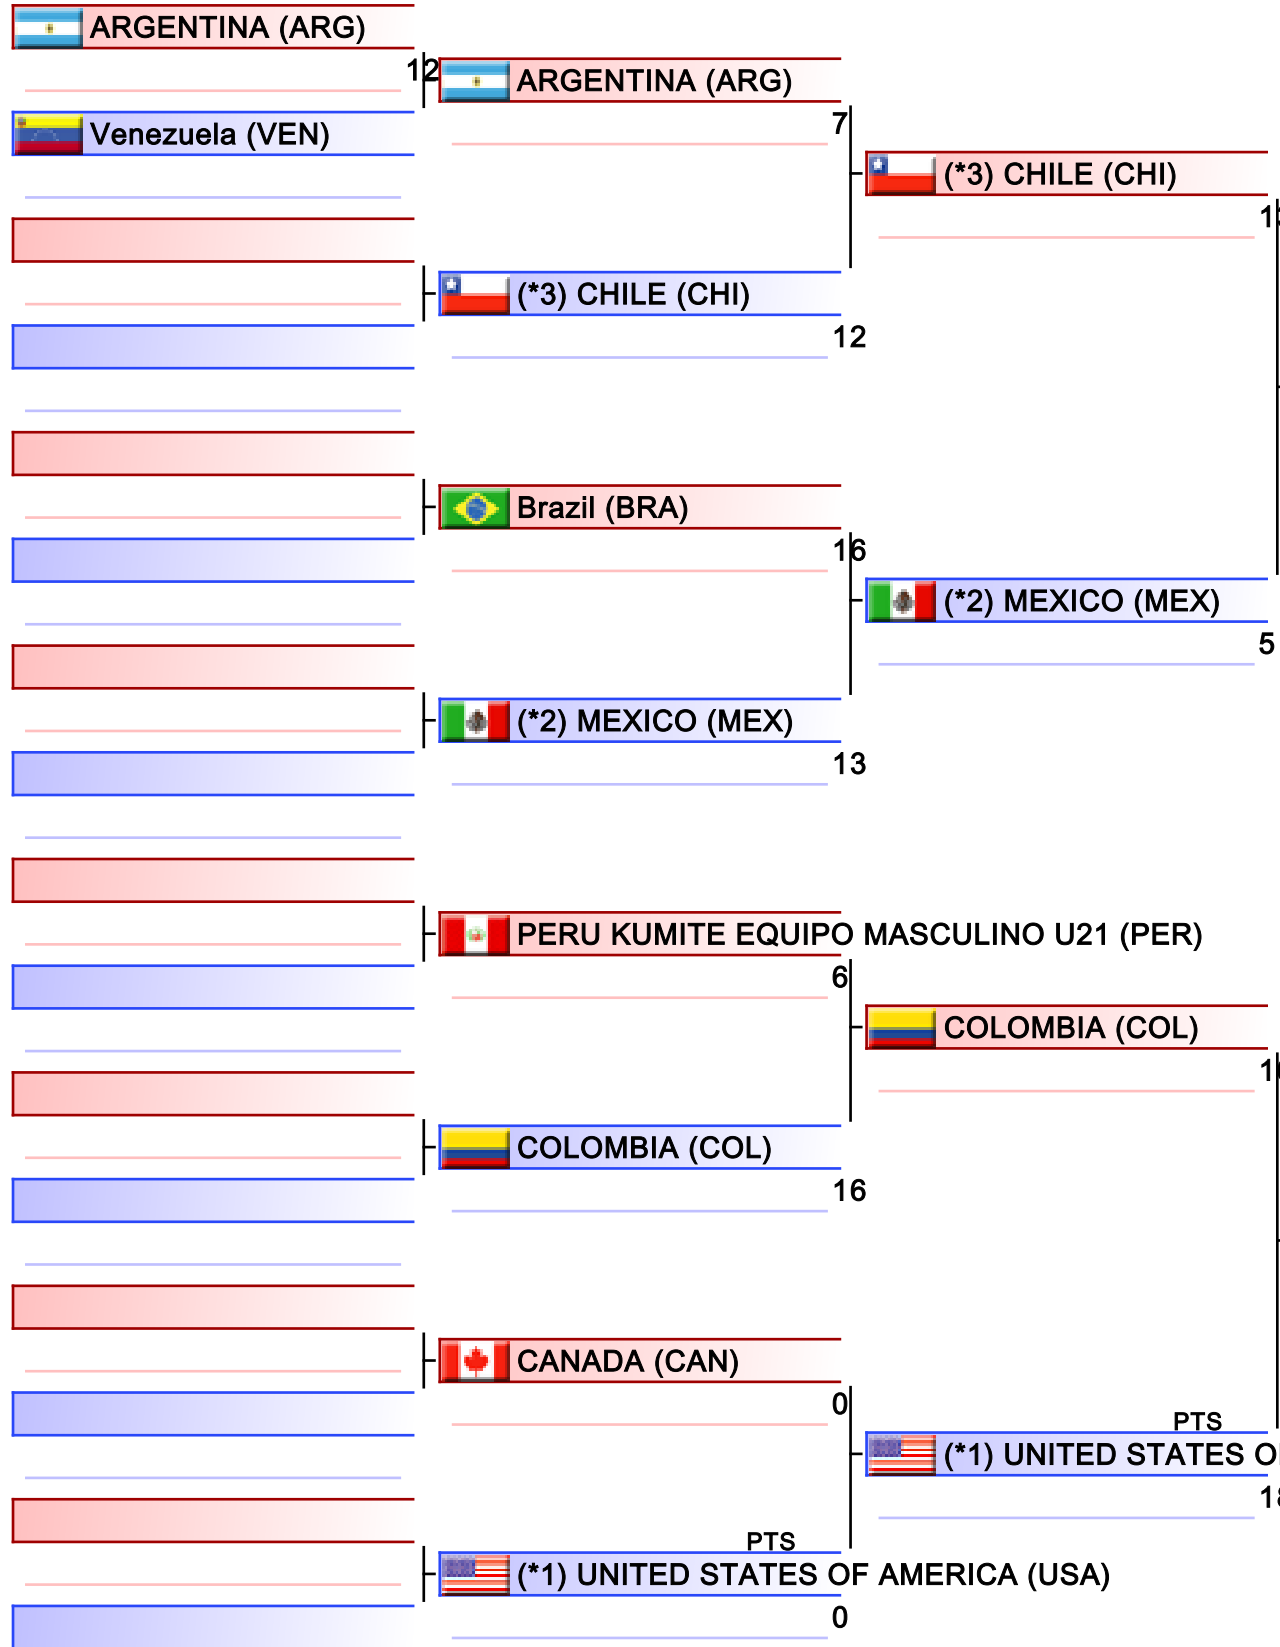 ARGENTINA (ARG)
12
ARGENTINA (ARG)
Venezuela (VEN)
7
(*3) CHILE (CHI)
(*3) CHILE (CHI)
12
Brazil (BRA)
16
(*2) MEXICO (MEX)
5
(*2) MEXICO (MEX)
13
PERU KUMITE EQUIPO MASCULINO U21 (PER)
6
COLOMBIA (COL)
COLOMBIA (COL)
16
CANADA (CAN)
0
PTS
(*1) UNITED STATES
PTS
(*1) UNITED STATES OF AMERICA (USA)
0